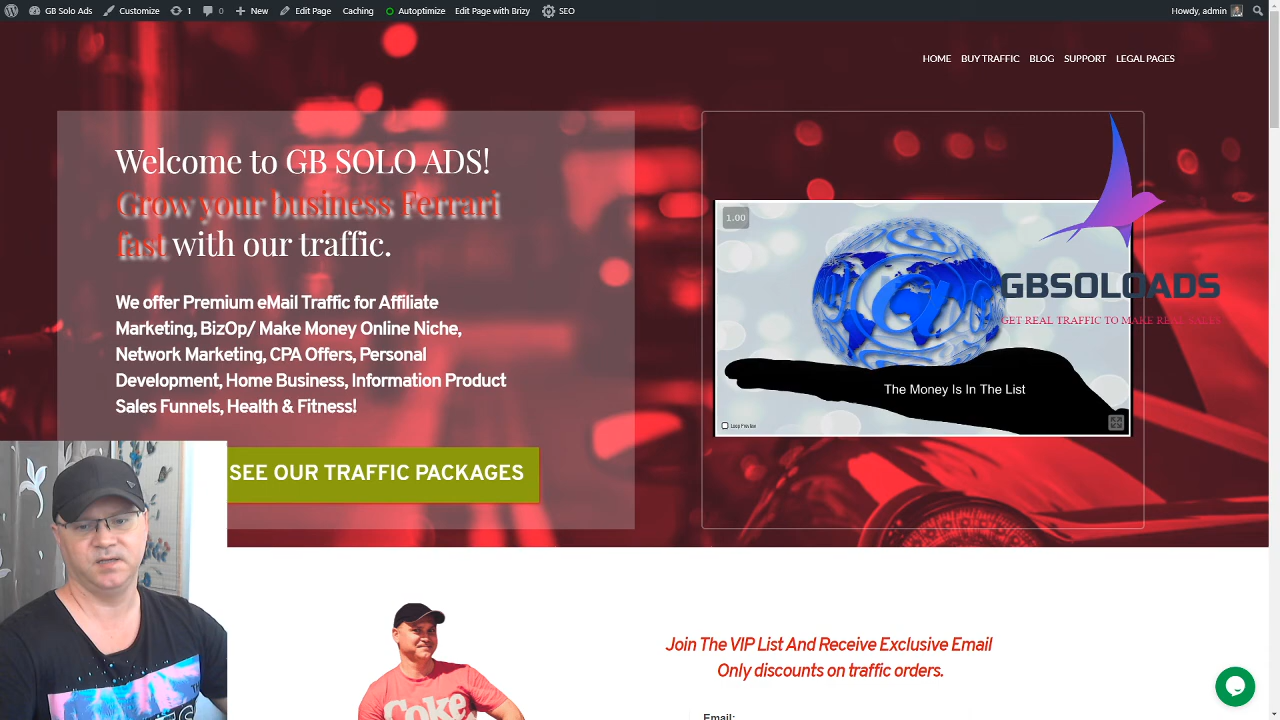 GB Solo Ads Customize 1 0 New Edit Page Caching Autoptimize Edit Page with Brizy SEO Howdy, admin
HOME BUY TRAFFIC BLOG SUPPORT LEGAL PAGES
Welcome to GB SOLO ADS!
Grow your business Ferrari
fast with our traffic.
We offer Premium eMail Traffic for Affiliate
Marketing, BizOp/ Make Money Online Niche,
Network Marketing, CPA Offers, Personal
Development, Home Business, Information Product
Sales Funnels, Health & Fitness!
SEE OUR TRAFFIC PACKAGES
1.00
@
The Money Is In The List
Loop Preview
GBSOLOADS
GET REAL TRAFFIC TO MAKE REAL SALES
Coke
Join The VIP List And Receive Exclusive Email
Only discounts on traffic orders.
Email: